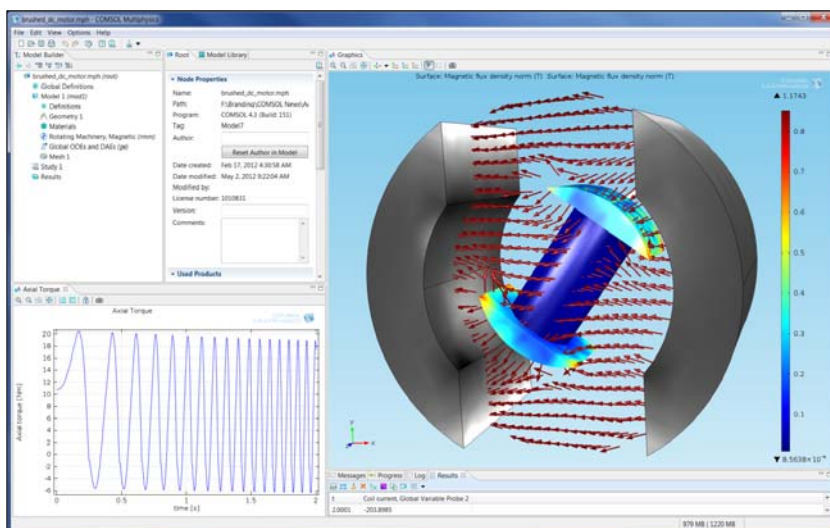 brushed_dc_motor.mph - COMSOL Multiphysics
File Edit View Options Help
Model Builder
brushed_dc_motor.mph (root)
Global Definitions
Model 1 (mod1)
Definitions
Geometry 1
Materials
Rotating Machinery, Magnetic (rmm)
Global ODEs and DAEs (ge)
Mesh 1
Study 1
Results
Root Model Library
Node Properties
Name: brushed_dc_motor.mph
Path: F:\Branding\COMSOL News\Au
Program: COMSOL 4.3 (Build: 151)
Tag: Model7
Author:
Reset Author in Model
Date created: Feb 17, 2012 4:30:58 AM
Date modified: May 2, 2012 9:22:04 AM
Modified by:
License number: 1010831
Version:
Comments:
Used Products
Graphics
Surface: Magnetic flux density norm (T) Surface: Magnetic flux density norm (T)
▲ 1.1743
0.8
0.7
0.6
0.5
0.4
0.3
0.2
0.1
y
z x
Axial Torque
Axial Torque
Axial torque [Nm]
20
18
16
14
12
10
8
6
4
2
0
-2
-4
-6
0 0.5 1 1.5 2
time [s]
Messages Progress Log Results
t Coil current, Global Variable Probe 2
2.0001 -203.8985
979 MB | 1220 MB